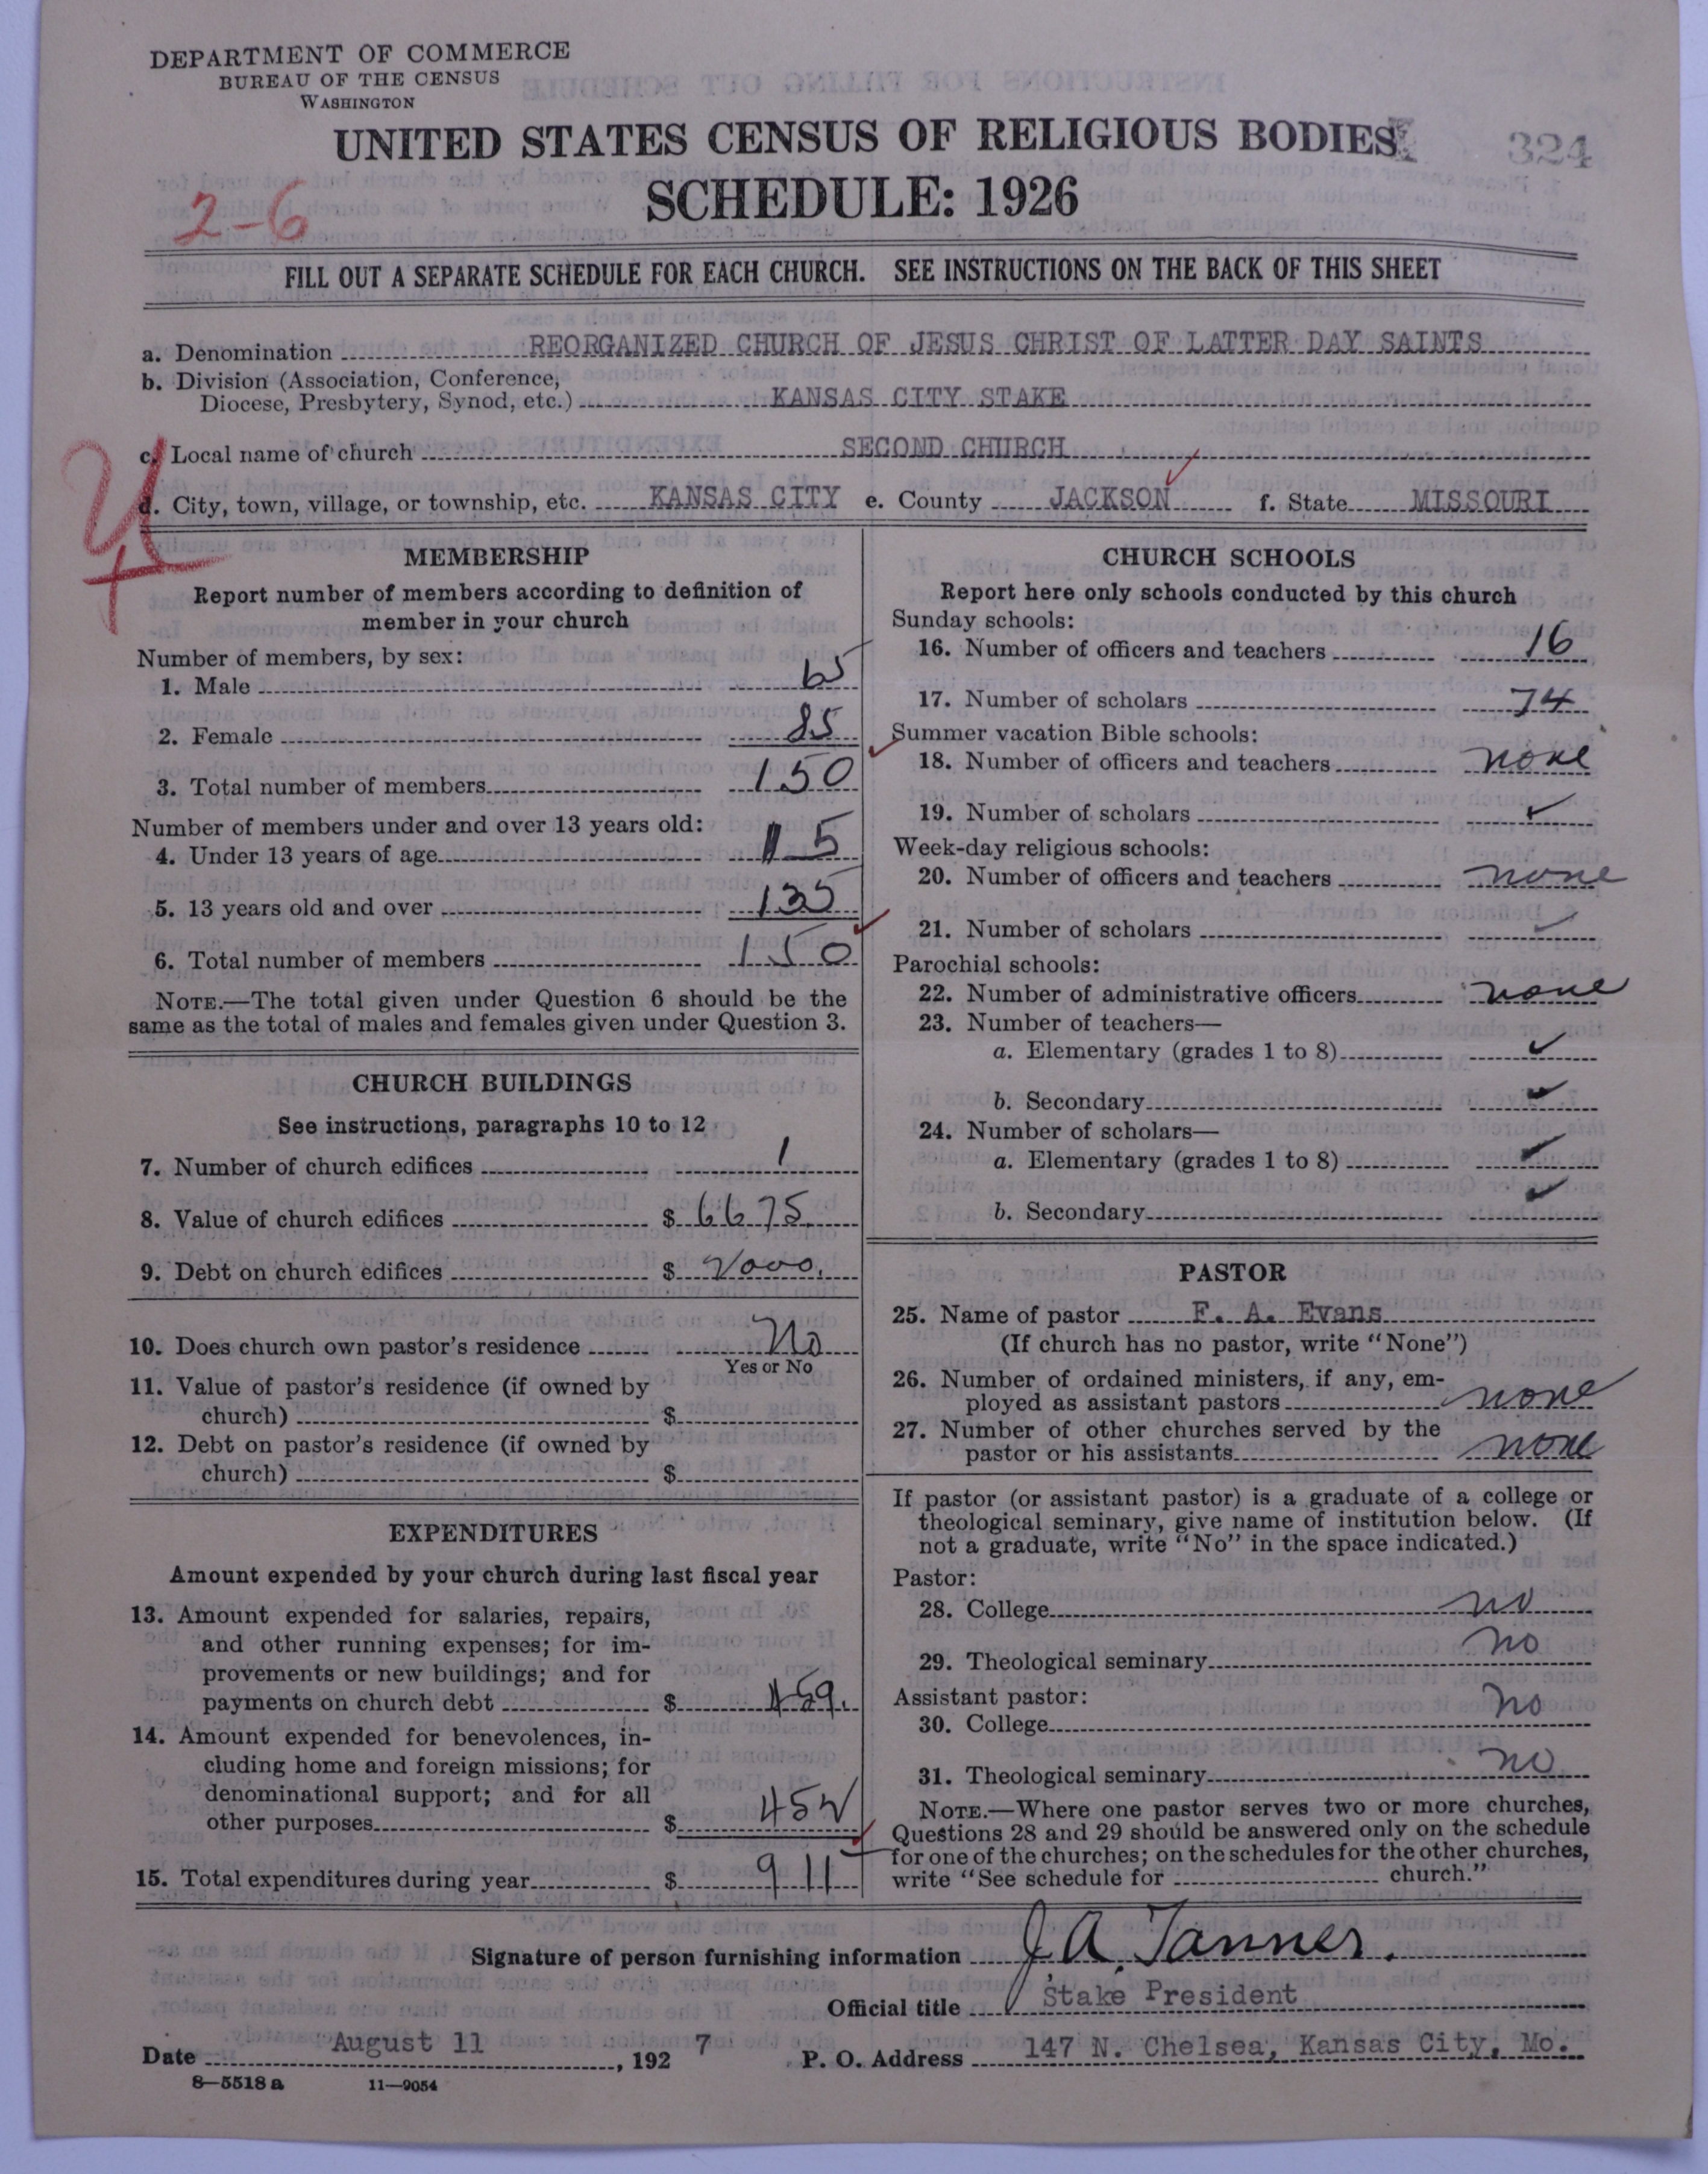 DEPARTMENT OF COMMERCE
BUREAU OF THE CENSUS
WASHINGTON
UNITED STATES CENSUS OF RELIGIOUS BODIES
324
SCHEDULE: 1926
2-6
FILL OUT A SEPARATE SCHEDULE FOR EACH CHURCH. SEE INSTRUCTIONS ON THE BACK OF THIS SHEET
a. Denomination REORGANIZED CHURCH OF JESUS CHRIST OF LATTER DAY SAINTS
b. Division (Association, Conference,
Diocese, Presbytery, Synod, etc.) KANSAS CITY STAKE
c. Local name of church SECOND CHURCH
d. City, town, village, or township, etc. KANSAS CITY e. County JACKSON f. State MISSOURI
MEMBERSHIP
Report number of members according to definition of
member in your church
Number of members, by sex:
1. Male 65
2. Female 85
3. Total number of members 150
Number of members under and over 13 years old:
4. Under 13 years of age 15
5. 13 years old and over 135
6. Total number of members 150
NOTE.—The total given under Question 6 should be the
same as the total of males and females given under Question 3.
CHURCH BUILDINGS
See instructions, paragraphs 10 to 12
7. Number of church edifices 1
8. Value of church edifices $ 6675.
9. Debt on church edifices $ 2000.
10. Does church own pastor's residence No
Yes or No
11. Value of pastor's residence (if owned by
church) $
12. Debt on pastor's residence (if owned by
church) $
EXPENDITURES
Amount expended by your church during last fiscal year
13. Amount expended for salaries, repairs,
and other running expenses; for im-
provements or new buildings; and for
payments on church debt $ 459.
14. Amount expended for benevolences, in-
cluding home and foreign missions; for
denominational support; and for all
other purposes $ 452
15. Total expenditures during year $ 911
CHURCH SCHOOLS
Report here only schools conducted by this church
Sunday schools:
16. Number of officers and teachers 16
17. Number of scholars 74
Summer vacation Bible schools:
18. Number of officers and teachers none
19. Number of scholars ✓
Week-day religious schools:
20. Number of officers and teachers none
21. Number of scholars ✓
Parochial schools:
22. Number of administrative officers none
23. Number of teachers—
a. Elementary (grades 1 to 8) ✓
b. Secondary ✓
24. Number of scholars—
a. Elementary (grades 1 to 8) ✓
b. Secondary ✓
PASTOR
25. Name of pastor F. A. Evans
(If church has no pastor, write "None")
26. Number of ordained ministers, if any, em-
ployed as assistant pastors none
27. Number of other churches served by the
pastor or his assistants none
If pastor (or assistant pastor) is a graduate of a college or
theological seminary, give name of institution below. (If
not a graduate, write "No" in the space indicated.)
Pastor:
28. College no
29. Theological seminary no
Assistant pastor:
30. College no
31. Theological seminary no
NOTE.—Where one pastor serves two or more churches,
Questions 28 and 29 should be answered only on the schedule
for one of the churches; on the schedules for the other churches,
write "See schedule for church."
Signature of person furnishing information J. A. Tanner.
Official title Stake President
Date August 11, 1927 P. O. Address 147 N. Chelsea, Kansas City, Mo.
8—5518 a 11—9054